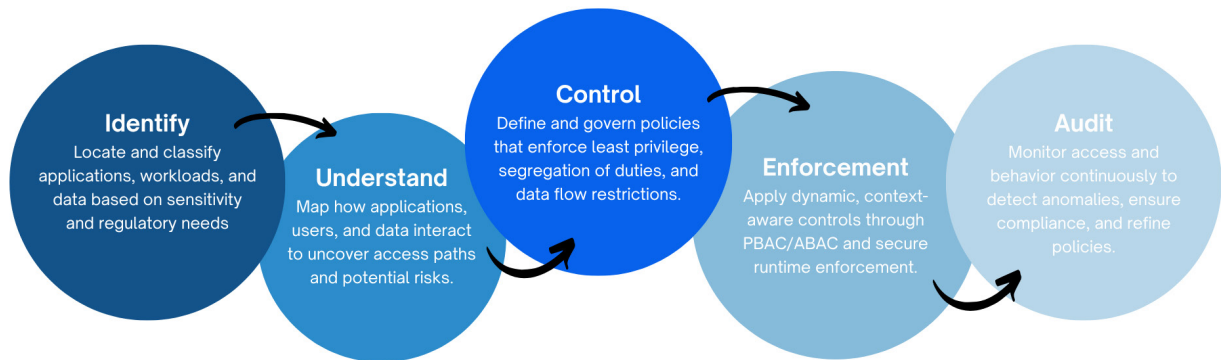 Identify
Locate and classify
applications, workloads, and
data based on sensitivity
and regulatory needs
Understand
Map how applications,
users, and data interact
to uncover access paths
and potential risks.
Control
Define and govern policies
that enforce least privilege,
segregation of duties, and
data flow restrictions.
Enforcement
Apply dynamic, context-
aware controls through
PBAC/ABAC and secure
runtime enforcement.
Audit
Monitor access and
behavior continuously to
detect anomalies, ensure
compliance, and refine
policies.